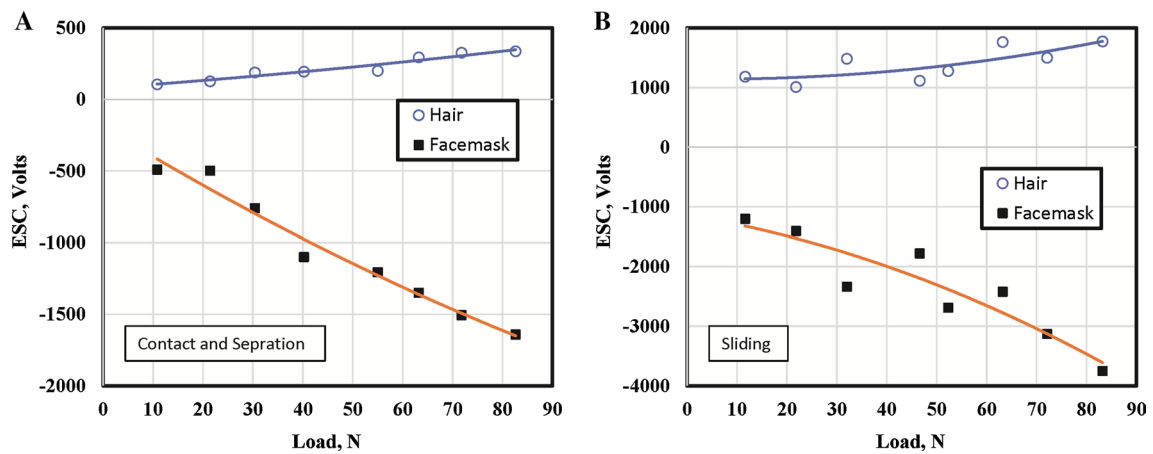 A
ESC, Volts
500
0
-500
-1000
-1500
-2000
Hair
Facemask
Contact and Sepration
0 10 20 30 40 50 60 70 80 90
Load, N
B
ESC, Volts
2000
1000
0
-1000
-2000
-3000
-4000
Hair
Facemask
Sliding
0 10 20 30 40 50 60 70 80 90
Load, N